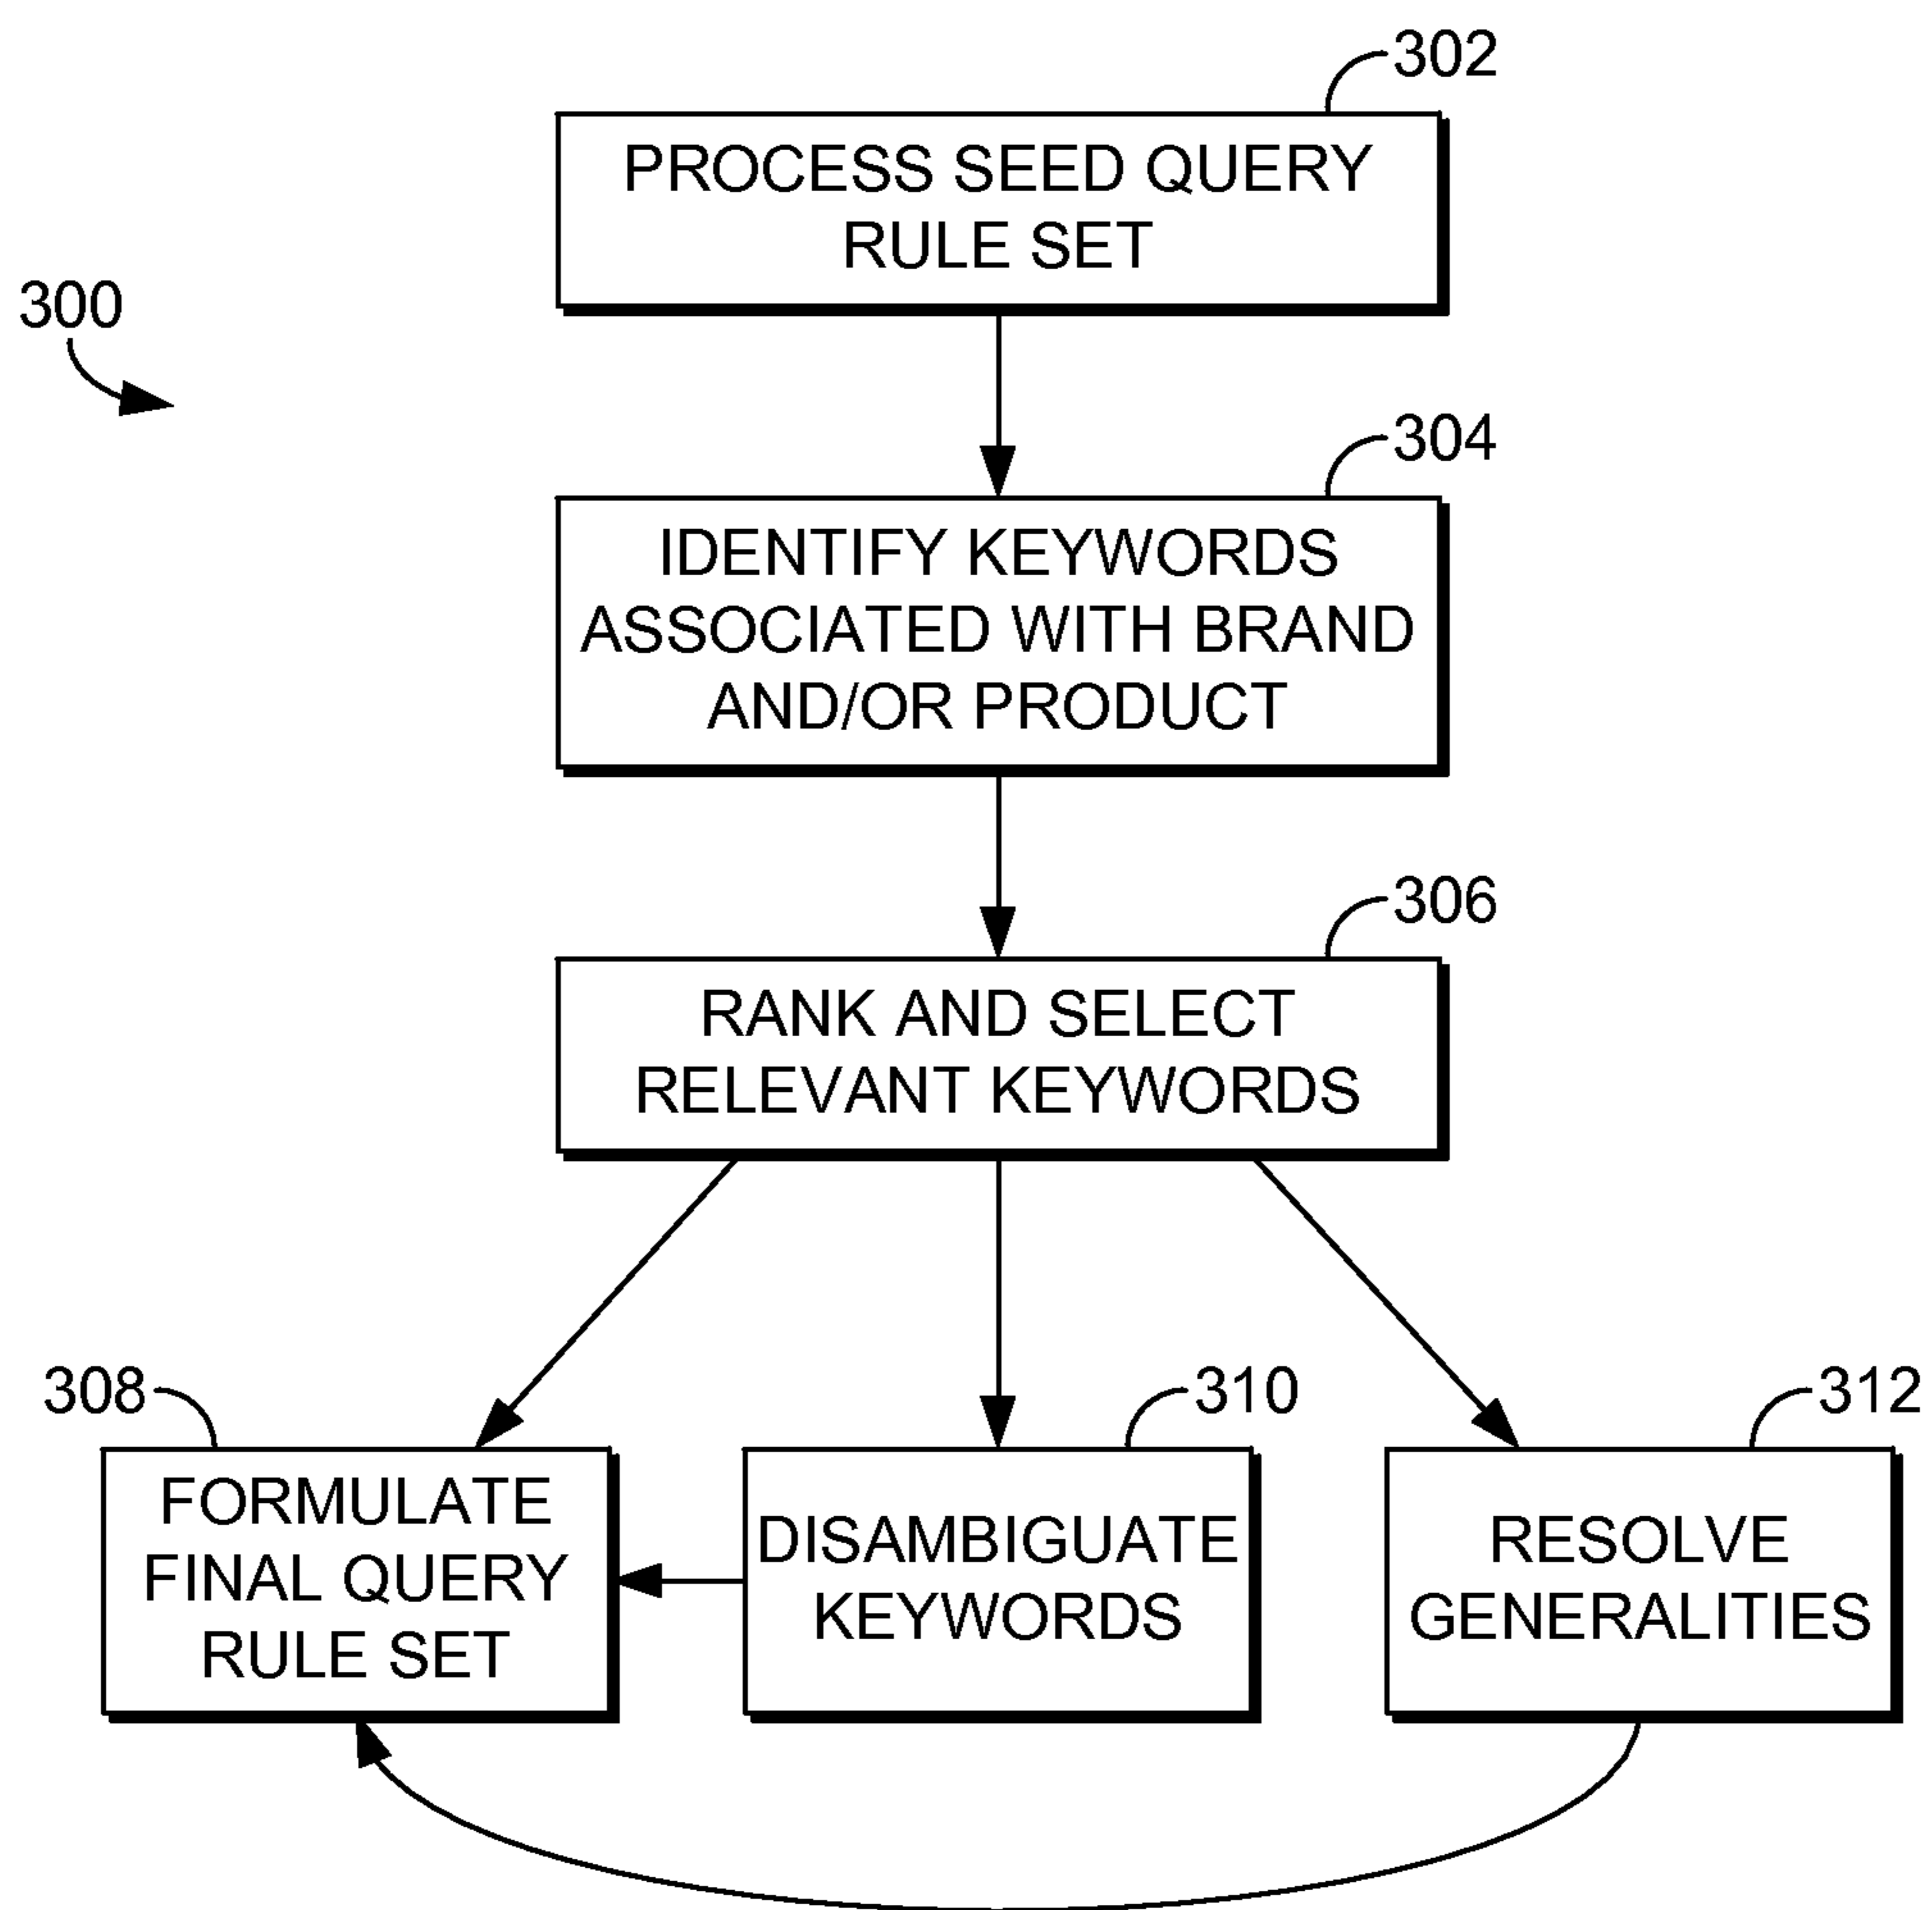 302
PROCESS SEED QUERY
RULE SET
300
304
IDENTIFY KEYWORDS
ASSOCIATED WITH BRAND
AND/OR PRODUCT
306
RANK AND SELECT
RELEVANT KEYWORDS
308
FORMULATE
FINAL QUERY
RULE SET
310
DISAMBIGUATE
KEYWORDS
312
RESOLVE
GENERALITIES